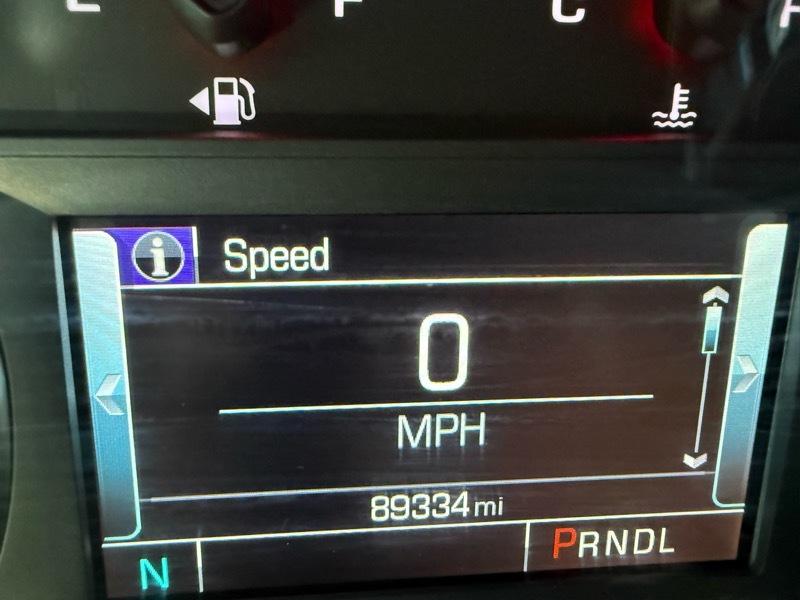 E F C H
Speed
0
MPH
89334 mi
N PRNDL